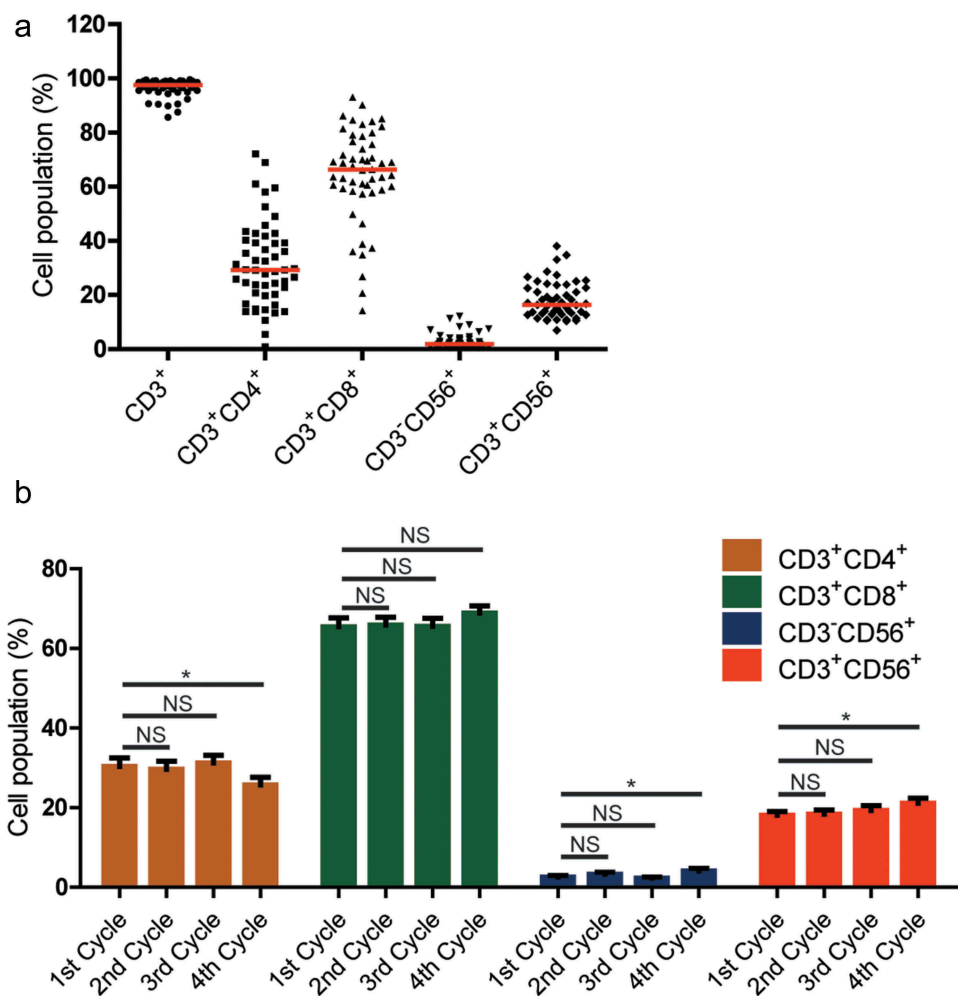 a
Cell population (%)
120
100
80
60
40
20
0
CD3⁺
CD3⁺CD4⁺
CD3⁺CD8⁺
CD3⁻CD56⁺
CD3⁺CD56⁺
b
Cell population (%)
80
60
40
20
0
NS
NS
*
NS
NS
NS
NS
NS
*
NS
NS
*
CD3⁺CD4⁺
CD3⁺CD8⁺
CD3⁻CD56⁺
CD3⁺CD56⁺
1st Cycle
2nd Cycle
3rd Cycle
4th Cycle
1st Cycle
2nd Cycle
3rd Cycle
4th Cycle
1st Cycle
2nd Cycle
3rd Cycle
4th Cycle
1st Cycle
2nd Cycle
3rd Cycle
4th Cycle